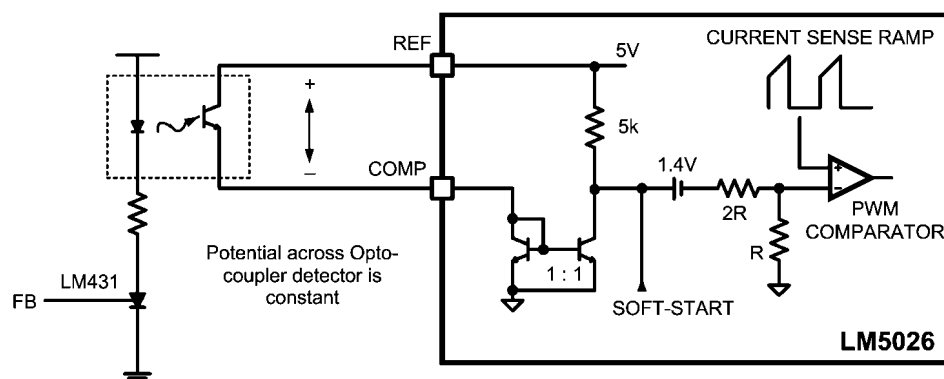 REF
5V
CURRENT SENSE RAMP
+
5k
–
COMP
1.4V
2R
+
–
PWM
COMPARATOR
R
Potential across Opto-
coupler detector is
constant
1 : 1
LM431
FB
SOFT-START
LM5026